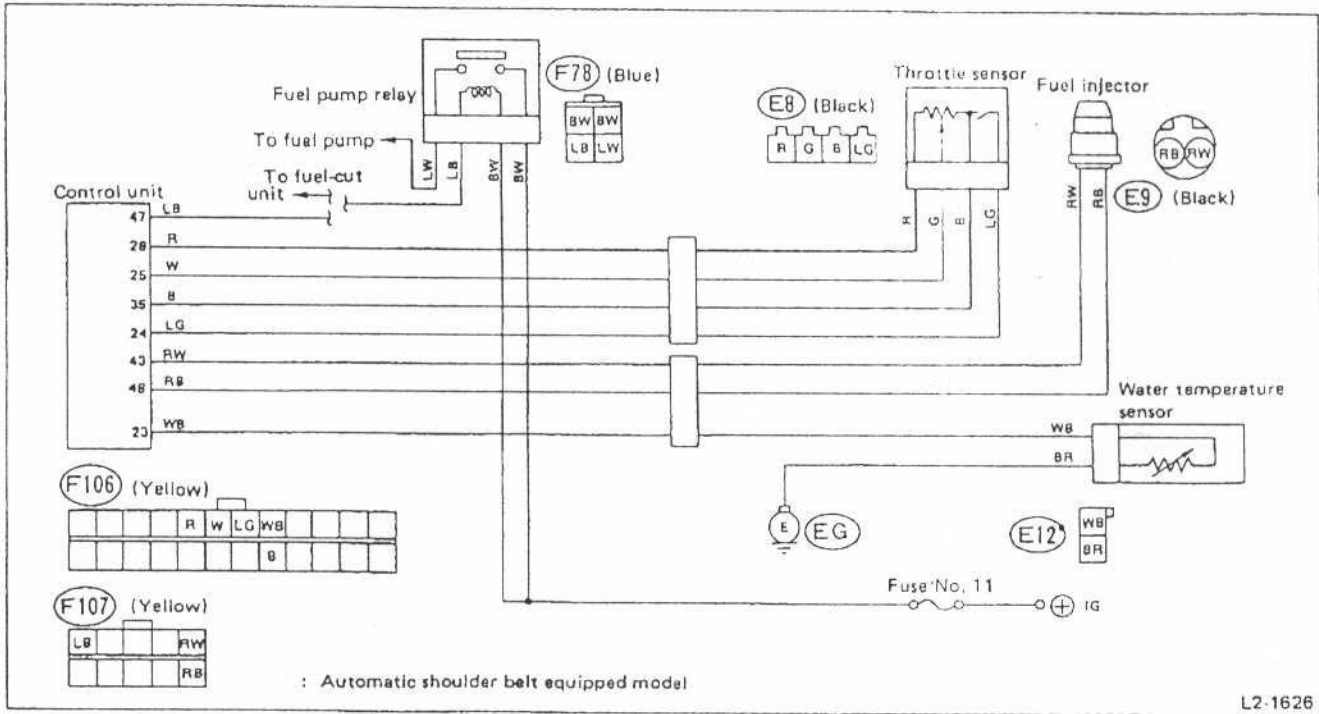 Fuel pump relay
F78 (Blue)
BW BW
LB LW
E8 (Black)
R G B LG
Throttle sensor
Fuel injector
RB RW
E9 (Black)
To fuel pump
To fuel-cut
unit
LW LB BW BW
R G B LG
RW RB
Control unit
47 LB
R
25 W
35 B
24 LG
43 RW
48 RB
23 WB
Water temperature
sensor
WB
BR
F106 (Yellow)
R W LG WB
B
E EG
E12
WB
BR
Fuse No. 11
+ IG
F107 (Yellow)
LB RW
RB
: Automatic shoulder belt equipped model
L2-1626